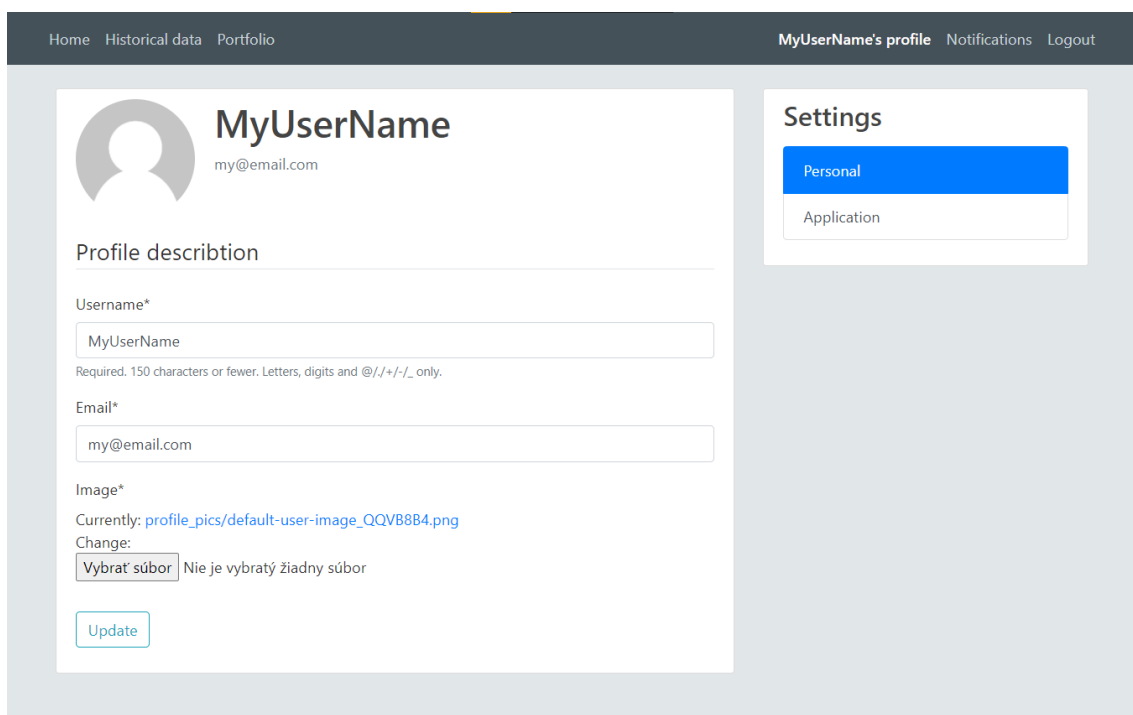 Home Historical data Portfolio MyUserName's profile Notifications Logout
MyUserName
my@email.com
Profile describtion
Username*
MyUserName
Required. 150 characters or fewer. Letters, digits and @/./+/-/_ only.
Email*
my@email.com
Image*
Currently: profile_pics/default-user-image_QQVB8B4.png
Change:
Vybrať súbor Nie je vybratý žiadny súbor
Update
Settings
Personal
Application